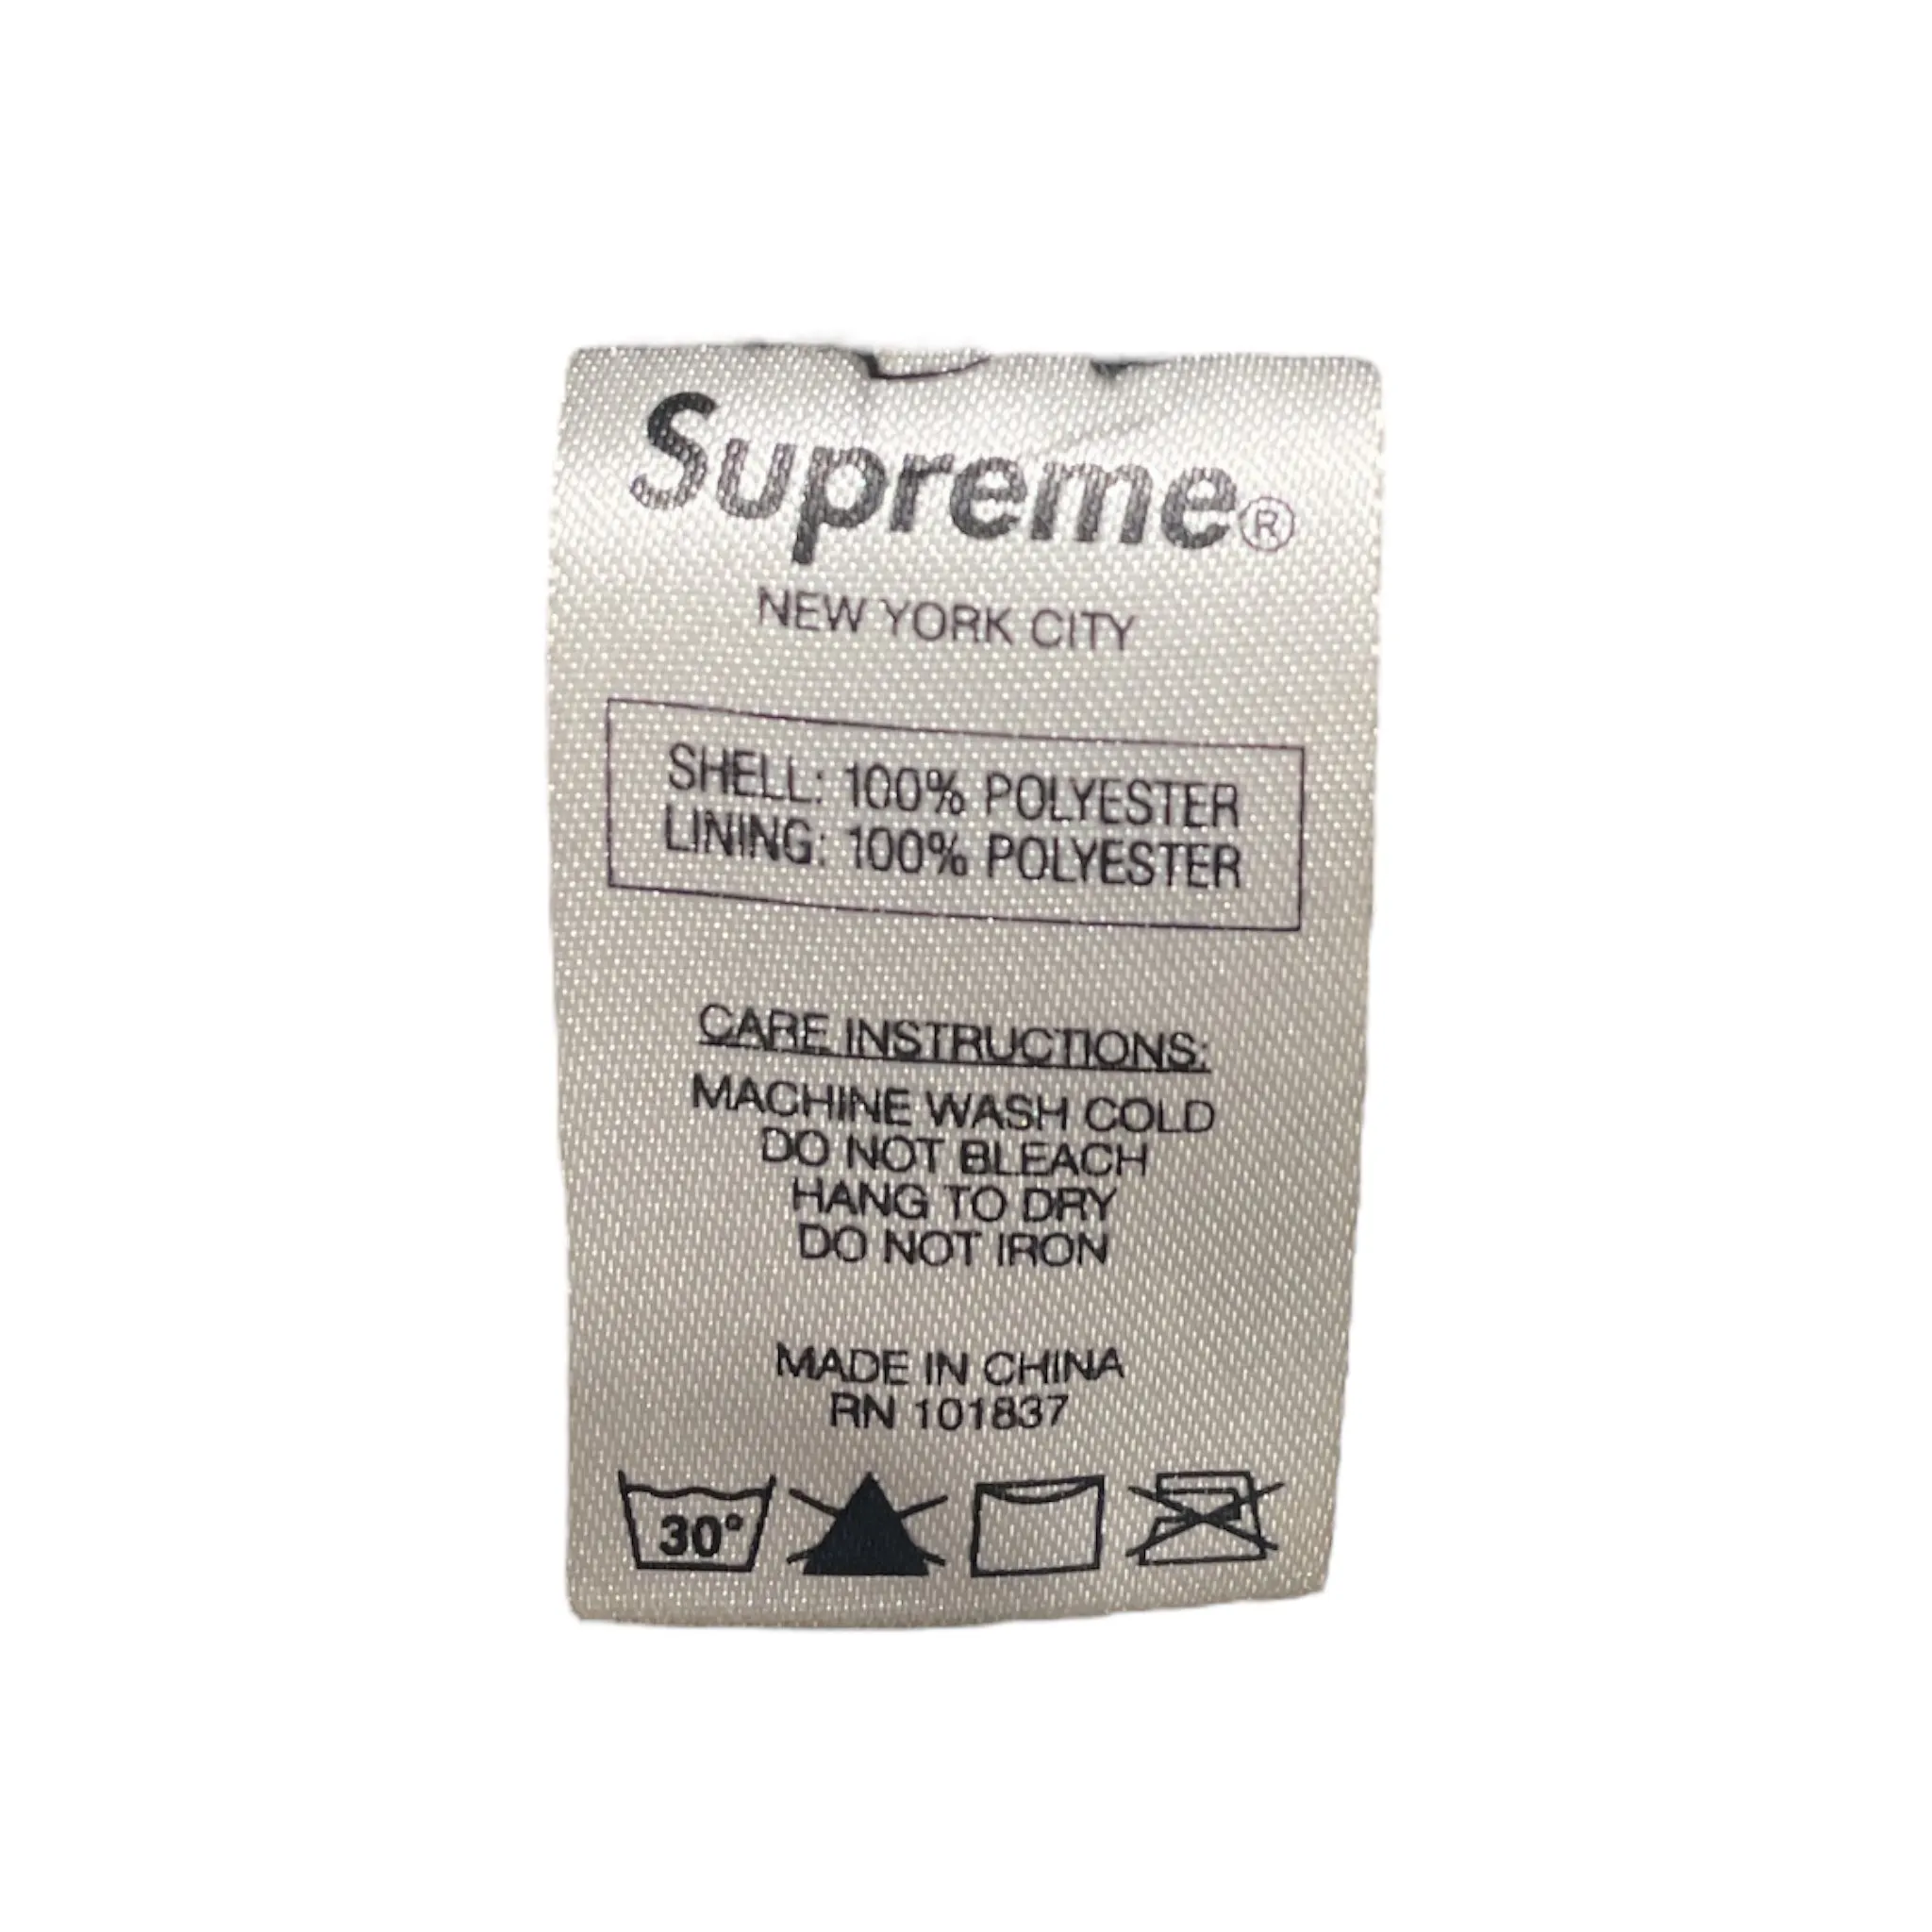 Supreme®
NEW YORK CITY
SHELL: 100% POLYESTER
LINING: 100% POLYESTER
CARE INSTRUCTIONS:
MACHINE WASH COLD
DO NOT BLEACH
HANG TO DRY
DO NOT IRON
MADE IN CHINA
RN 101837
30°